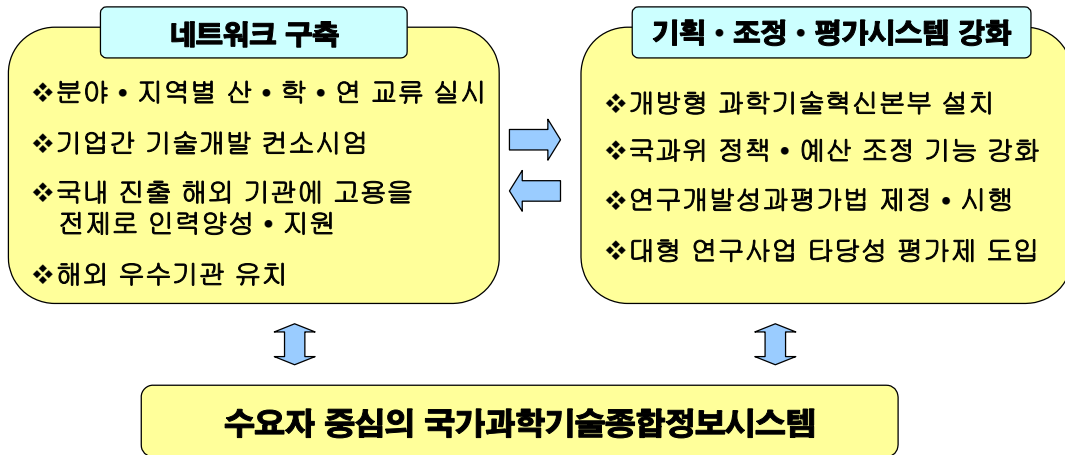 네트워크 구축
❖분야 • 지역별 산 • 학 • 연 교류 실시
❖기업간 기술개발 컨소시엄
❖국내 진출 해외 기관에 고용을
전제로 인력양성 • 지원
❖해외 우수기관 유치
기획 • 조정 • 평가시스템 강화
❖개방형 과학기술혁신본부 설치
❖국과위 정책 • 예산 조정 기능 강화
❖연구개발성과평가법 제정 • 시행
❖대형 연구사업 타당성 평가제 도입
수요자 중심의 국가과학기술종합정보시스템